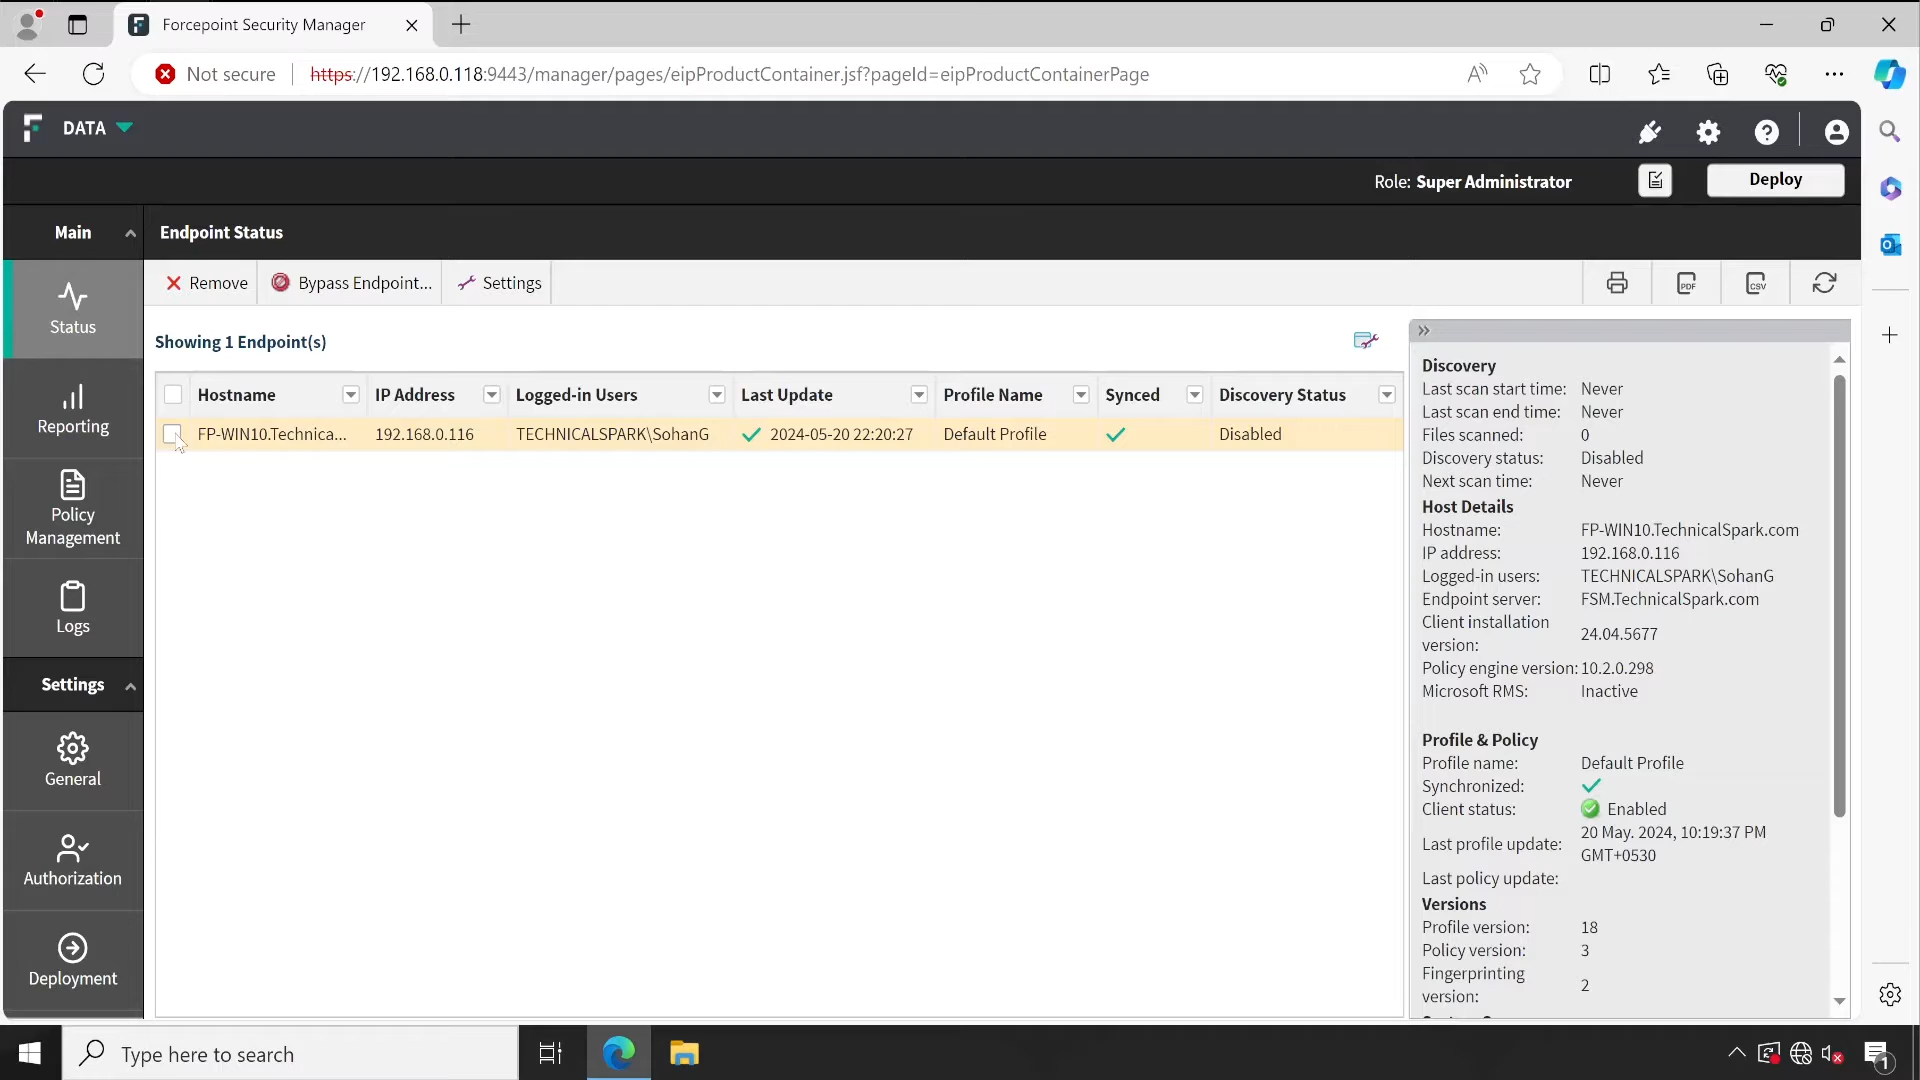 Forcepoint Security Manager
Not secure
https://192.168.0.118:9443/manager/pages/eipProductContainer.jsf?pageId=eipProductContainerPage
DATA
Role: Super Administrator
Deploy
Main
Endpoint Status
Remove
Bypass Endpoint...
Settings
PDF
CSV
Status
Reporting
Policy
Management
Logs
Settings
General
Authorization
Deployment
Showing 1 Endpoint(s)
Hostname IP Address Logged-in Users Last Update Profile Name Synced Discovery Status
FP-WIN10.Technica... 192.168.0.116 TECHNICALSPARK\SohanG 2024-05-20 22:20:27 Default Profile Disabled
Discovery
Last scan start time: Never
Last scan end time: Never
Files scanned: 0
Discovery status: Disabled
Next scan time: Never
Host Details
Hostname: FP-WIN10.TechnicalSpark.com
IP address: 192.168.0.116
Logged-in users: TECHNICALSPARK\SohanG
Endpoint server: FSM.TechnicalSpark.com
Client installation
version: 24.04.5677
Policy engine version: 10.2.0.298
Microsoft RMS: Inactive
Profile & Policy
Profile name: Default Profile
Synchronized:
Client status: Enabled
Last profile update: 20 May. 2024, 10:19:37 PM
GMT+0530
Last policy update:
Versions
Profile version: 18
Policy version: 3
Fingerprinting
version: 2
Type here to search
1